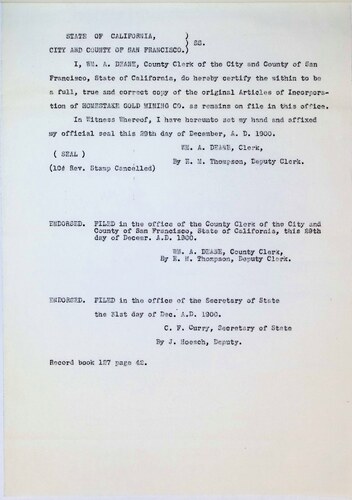 STATE OF CALIFORNIA, )
) SS.
CITY AND COUNTY OF SAN FRANCISCO.)
I, WM. A. DEANE, County Clerk of the City and County of San
Francisco, State of California, do hereby certify the within to be
a full, true and correct copy of the original Articles of Incorpora-
tion of HOMESTAKE GOLD MINING CO. as remains on file in this office.
In Witness Whereof, I have hereunto set my hand and affixed
my official seal this 29th day of December, A. D. 1900.
WM. A. DEANE, Clerk,
( SEAL )
By E. M. Thompson, Deputy Clerk.
(10¢ Rev. Stamp Cancelled)
ENDORSED. FILED in the office of the County Clerk of the City and
County of San Francisco, State of California, this 29th
day of Decemr. A.D. 1900.
WM. A. DEANE, County Clerk,
By E. M. Thompson, Deputy Clerk.
ENDORSED. FILED in the office of the Secretary of State
the 31st day of Dec. A.D. 1900.
C. F. Curry, Secretary of State
By J. Hoesch, Deputy.
Record book 127 page 42.